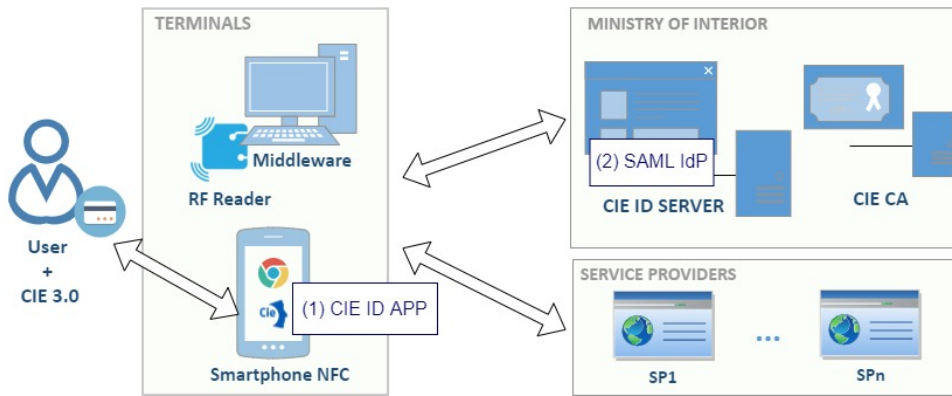 TERMINALS
Middleware
RF Reader
User
+
CIE 3.0
Cie
(1) CIE ID APP
Smartphone NFC
MINISTRY OF INTERIOR
(2) SAML IdP
CIE ID SERVER
CIE CA
SERVICE PROVIDERS
SP1
...
SPn